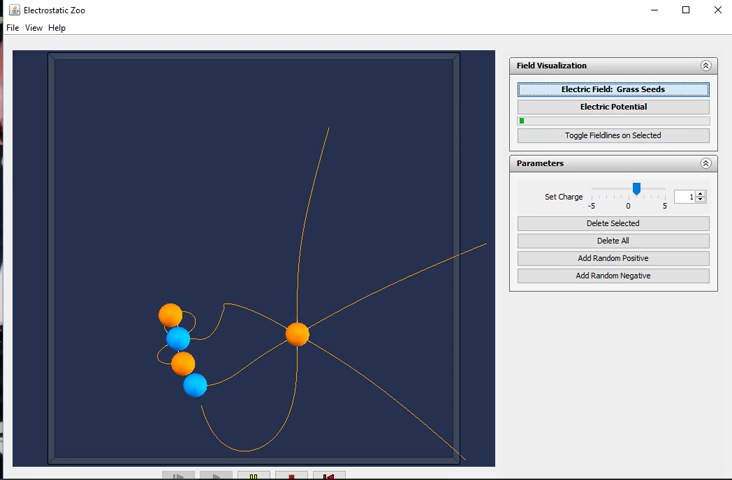 Electrostatic Zoo
File View Help
Field Visualization
Electric Field: Grass Seeds
Electric Potential
Toggle Fieldlines on Selected
Parameters
Set Charge
1
-5 0 5
Delete Selected
Delete All
Add Random Positive
Add Random Negative